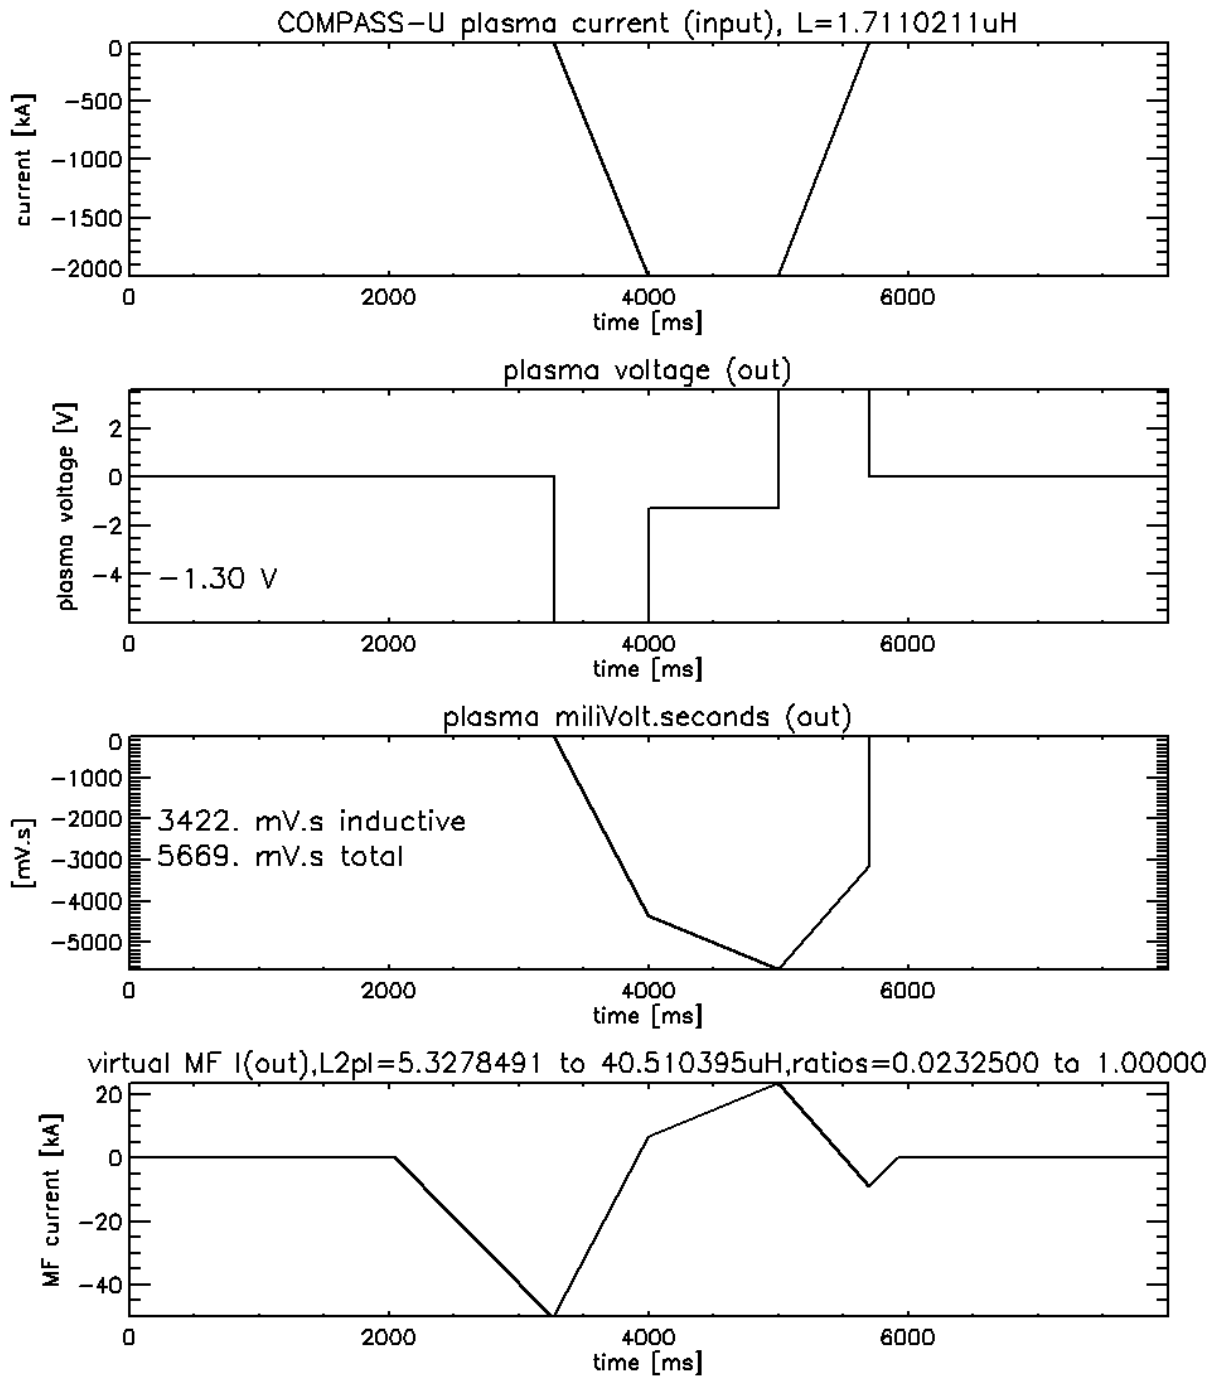 COMPASS-U plasma current (input), L=1.7110211uH
current [kA]
0
-500
-1000
-1500
-2000
0 2000 4000 6000
time [ms]
plasma voltage (out)
plasma voltage [V]
2
0
-2
-4
-1.30 V
0 2000 4000 6000
time [ms]
plasma miliVolt.seconds (out)
[mV.s]
0
-1000
-2000
-3000
-4000
-5000
3422. mV.s inductive
5669. mV.s total
0 2000 4000 6000
time [ms]
virtual MF I(out),L2pl=5.3278491 to 40.510395uH,ratios=0.0232500 to 1.00000
MF current [kA]
20
0
-20
-40
0 2000 4000 6000
time [ms]